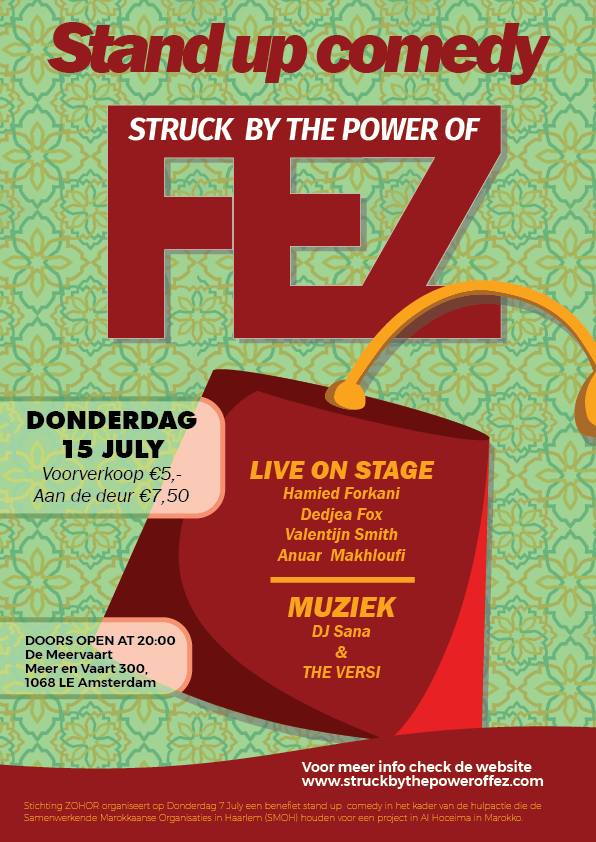 Stand up comedy
STRUCK BY THE POWER OF
FEZ
DONDERDAG
15 JULY
Voorverkoop €5,-
Aan de deur €7,50
LIVE ON STAGE
Hamied Forkani
Dedjea Fox
Valentijn Smith
Anuar Makhloufi
MUZIEK
DJ Sana
&
THE VERSI
DOORS OPEN AT 20:00
De Meervaart
Meer en Vaart 300,
1068 LE Amsterdam
Voor meer info check de website
www.struckbythepoweroffez.com
Stichting ZOHOR organiseert op Donderdag 7 July een benefiet stand up comedy in het kader van de hulpactie die de
Samenwerkende Marokkaanse Organisaties in Haarlem (SMOH) houden voor een project in Al Hoceima in Marokko.